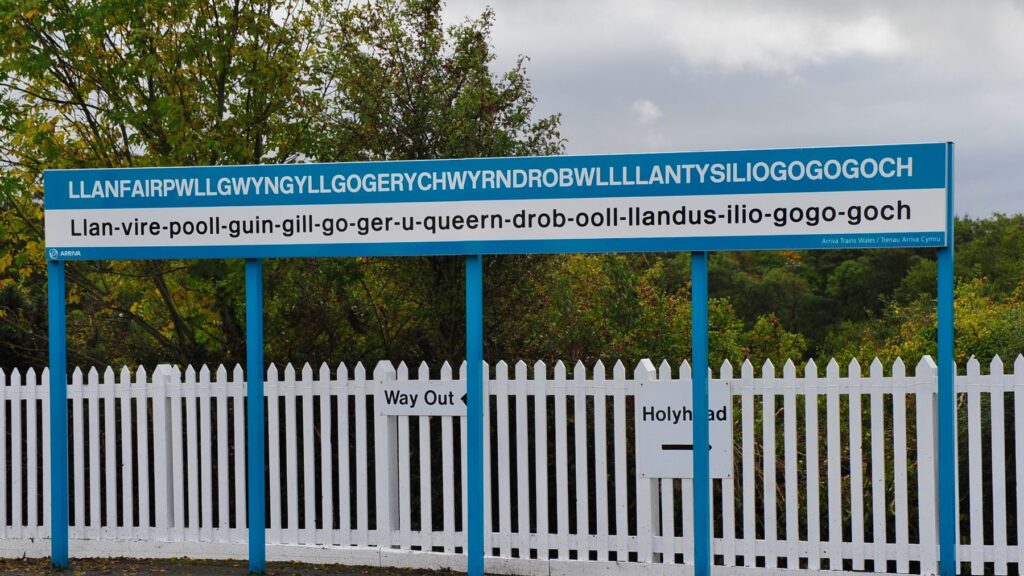 LLANFAIRPWLLGWYNGYLLGOGERYCHWYRNDROBWLLLLANTYSILIOGOGOGOCH
Llan-vire-pooll-guin-gill-go-ger-u-queern-drob-ooll-llandus-ilio-gogo-goch
ARRIVA
Arriva Trains Wales / Trenau Arriva Cymru
Way Out
Holyhead